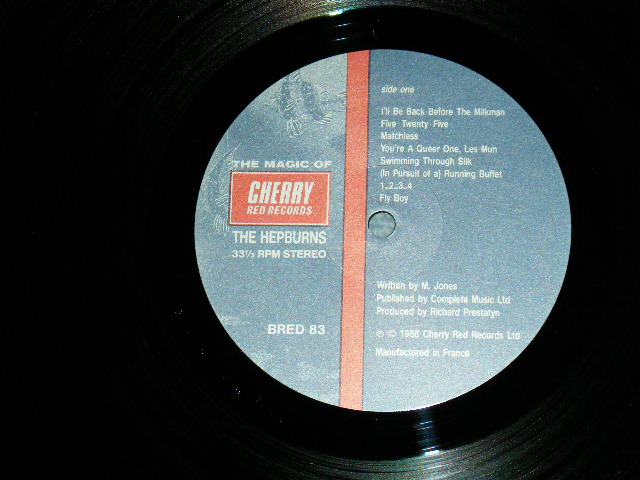 THE MAGIC OF
CHERRY
RED RECORDS
THE HEPBURNS
33⅓ RPM STEREO
BRED 83
side one
I'll Be Back Before The Milkman
Five Twenty-Five
Matchless
You're A Queer One, Les Mun
Swimming Through Silk
(In Pursuit of a) Running Buffet
1..2..3..4
Fly Boy
Written by M. Jones
Published by Complete Music Ltd
Produced by Richard Prestatyn
℗ © 1988 Cherry Red Records Ltd
Manufactured in France